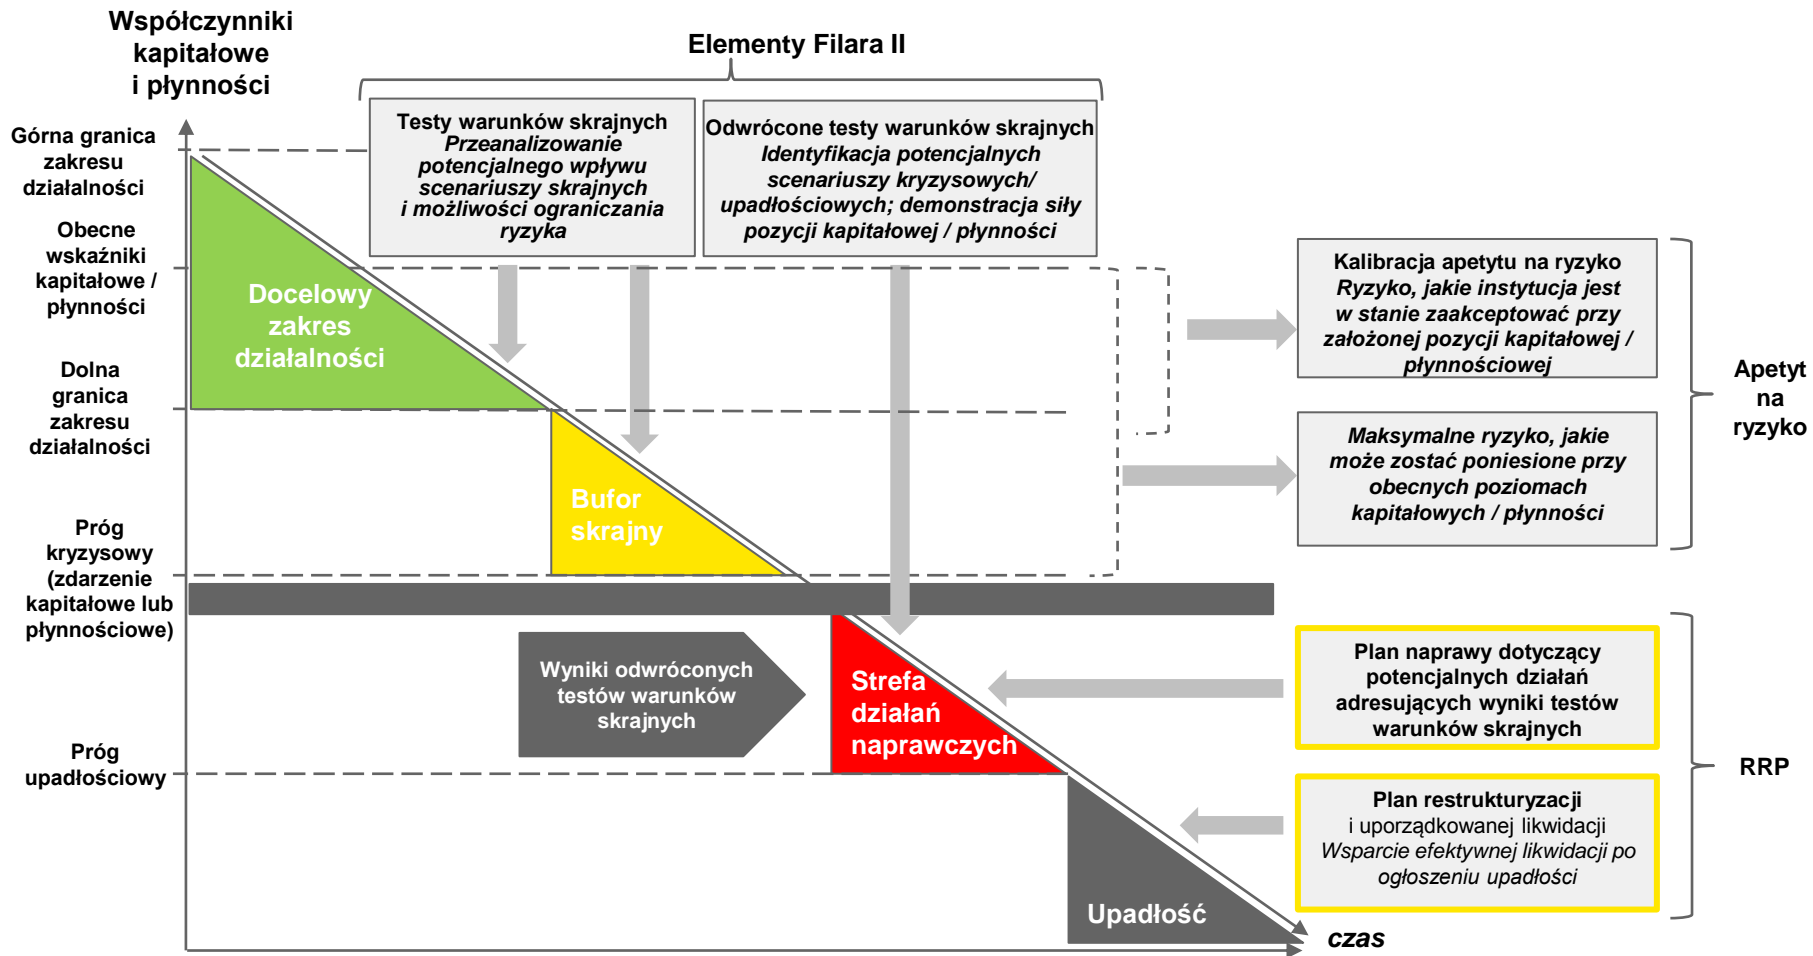 Współczynniki
kapitałowe
i płynności
Elementy Filara II
Górna granica
zakresu
działalności
Obecne
wskaźniki
kapitałowe /
płynności
Dolna
granica
zakresu
działalności
Próg
kryzysowy
(zdarzenie
kapitałowe lub
płynnościowe)
Próg
upadłościowy
Testy warunków skrajnych
Przeanalizowanie
potencjalnego wpływu
scenariuszy skrajnych
i możliwości ograniczania
ryzyka
Odwrócone testy warunków skrajnych
Identyfikacja potencjalnych
scenariuszy kryzysowych/
upadłościowych; demonstracja siły
pozycji kapitałowej / płynności
Docelowy
zakres
działalności
Bufor
skrajny
Wyniki odwróconych
testów warunków
skrajnych
Strefa
działań
naprawczych
Upadłość
Kalibracja apetytu na ryzyko
Ryzyko, jakie instytucja jest
w stanie zaakceptować przy
założonej pozycji kapitałowej /
płynnościowej
Maksymalne ryzyko, jakie
może zostać poniesione przy
obecnych poziomach
kapitałowych / płynności
Apetyt
na
ryzyko
Plan naprawy dotyczący
potencjalnych działań
adresujących wyniki testów
warunków skrajnych
Plan restrukturyzacji
i uporządkowanej likwidacji
Wsparcie efektywnej likwidacji po
ogłoszeniu upadłości
RRP
czas